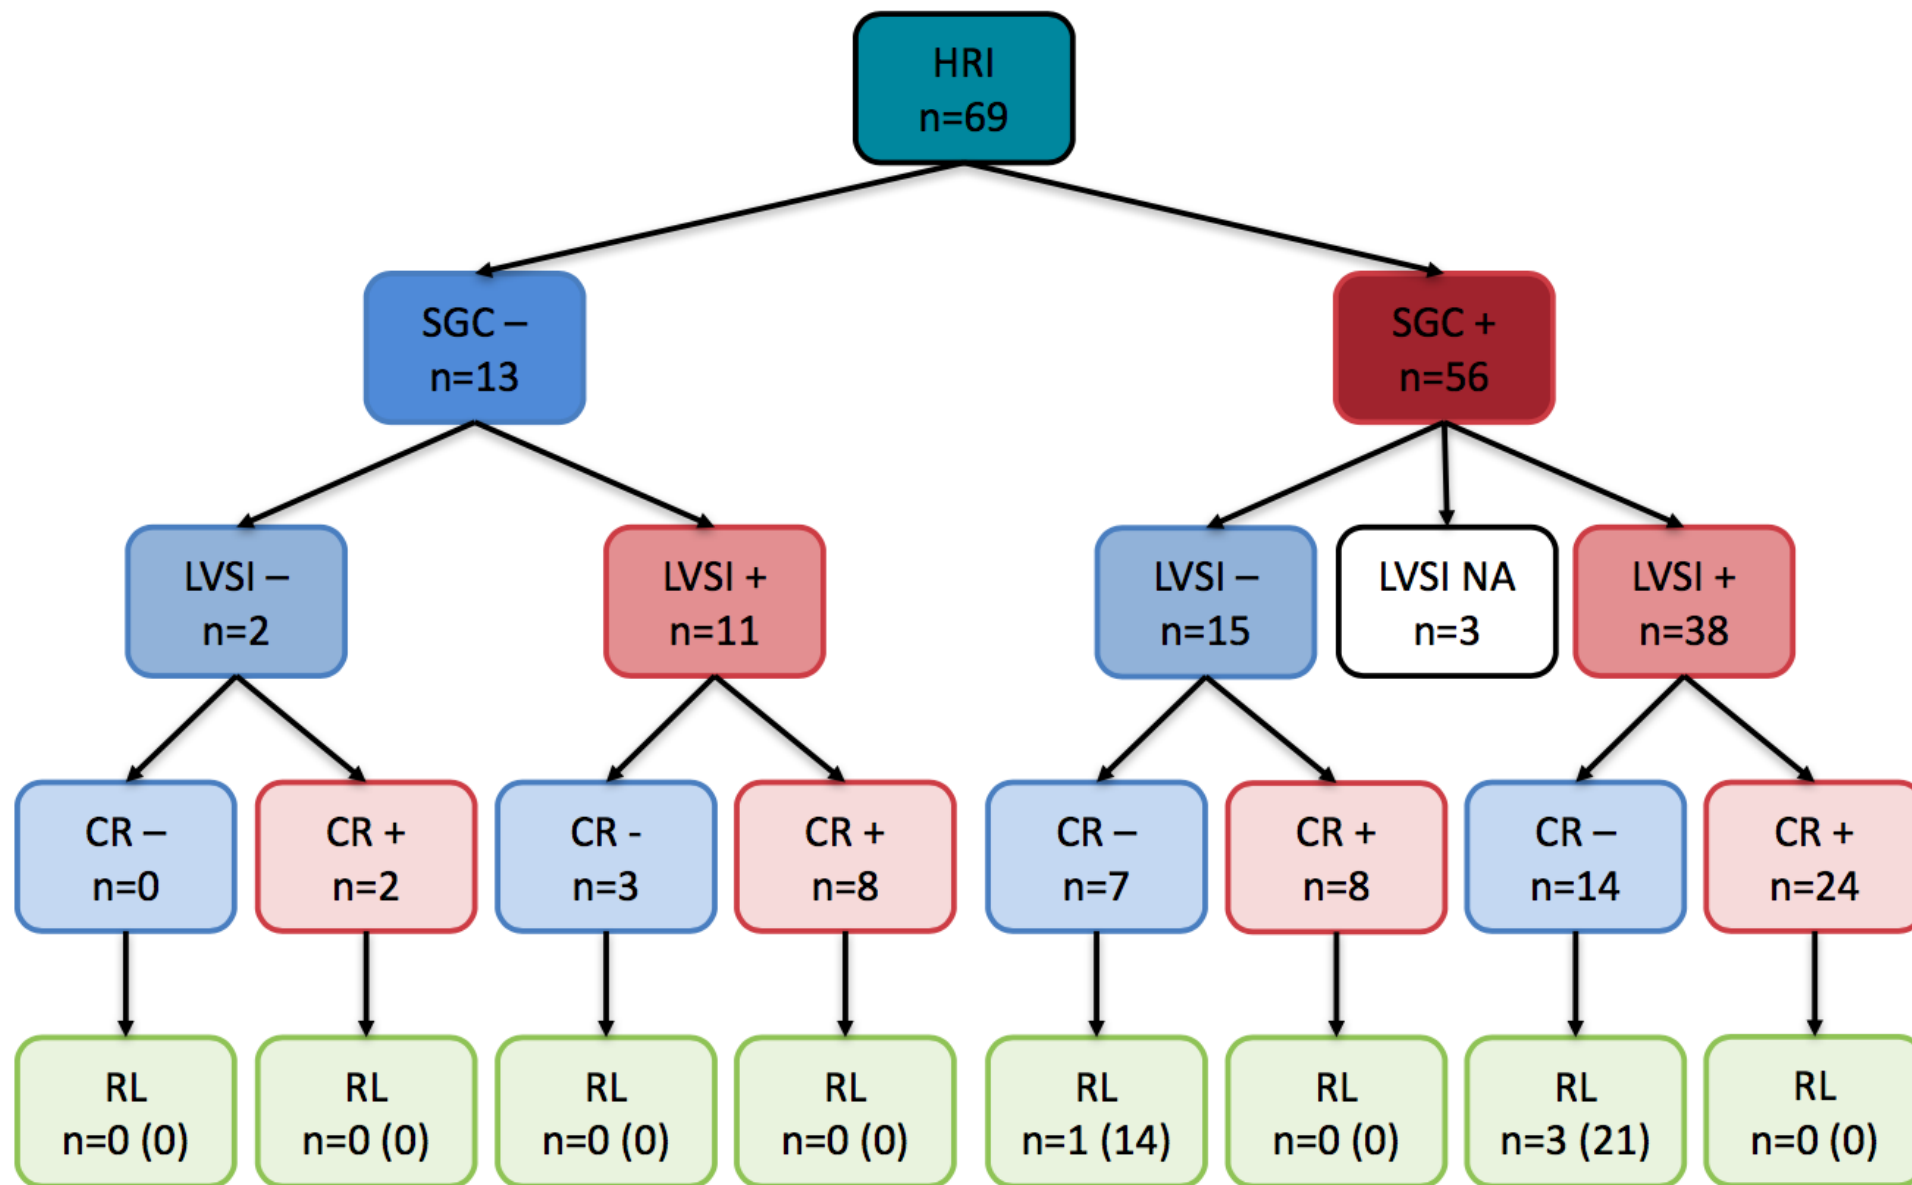 HRI
n=69
SGC –
n=13
SGC +
n=56
LVSI –
n=2
LVSI +
n=11
LVSI –
n=15
LVSI NA
n=3
LVSI +
n=38
CR –
n=0
CR +
n=2
CR -
n=3
CR +
n=8
CR –
n=7
CR +
n=8
CR –
n=14
CR +
n=24
RL
n=0 (0)
RL
n=0 (0)
RL
n=0 (0)
RL
n=0 (0)
RL
n=1 (14)
RL
n=0 (0)
RL
n=3 (21)
RL
n=0 (0)